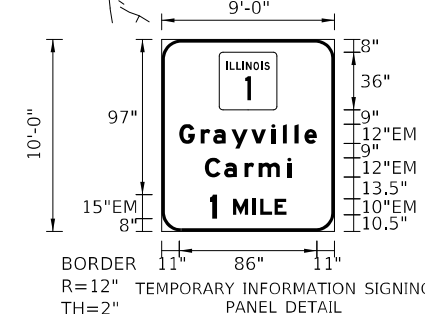 9'-0"
8"
ILLINOIS
1
36"
10'-0"
97"
9"
Grayville
12"EM
9"
Carmi
12"EM
13.5"
15"EM
1 MILE
10"EM
8"
10.5"
BORDER
11" 86" 11"
R=12"
TEMPORARY INFORMATION SIGNING
TH=2"
PANEL DETAIL